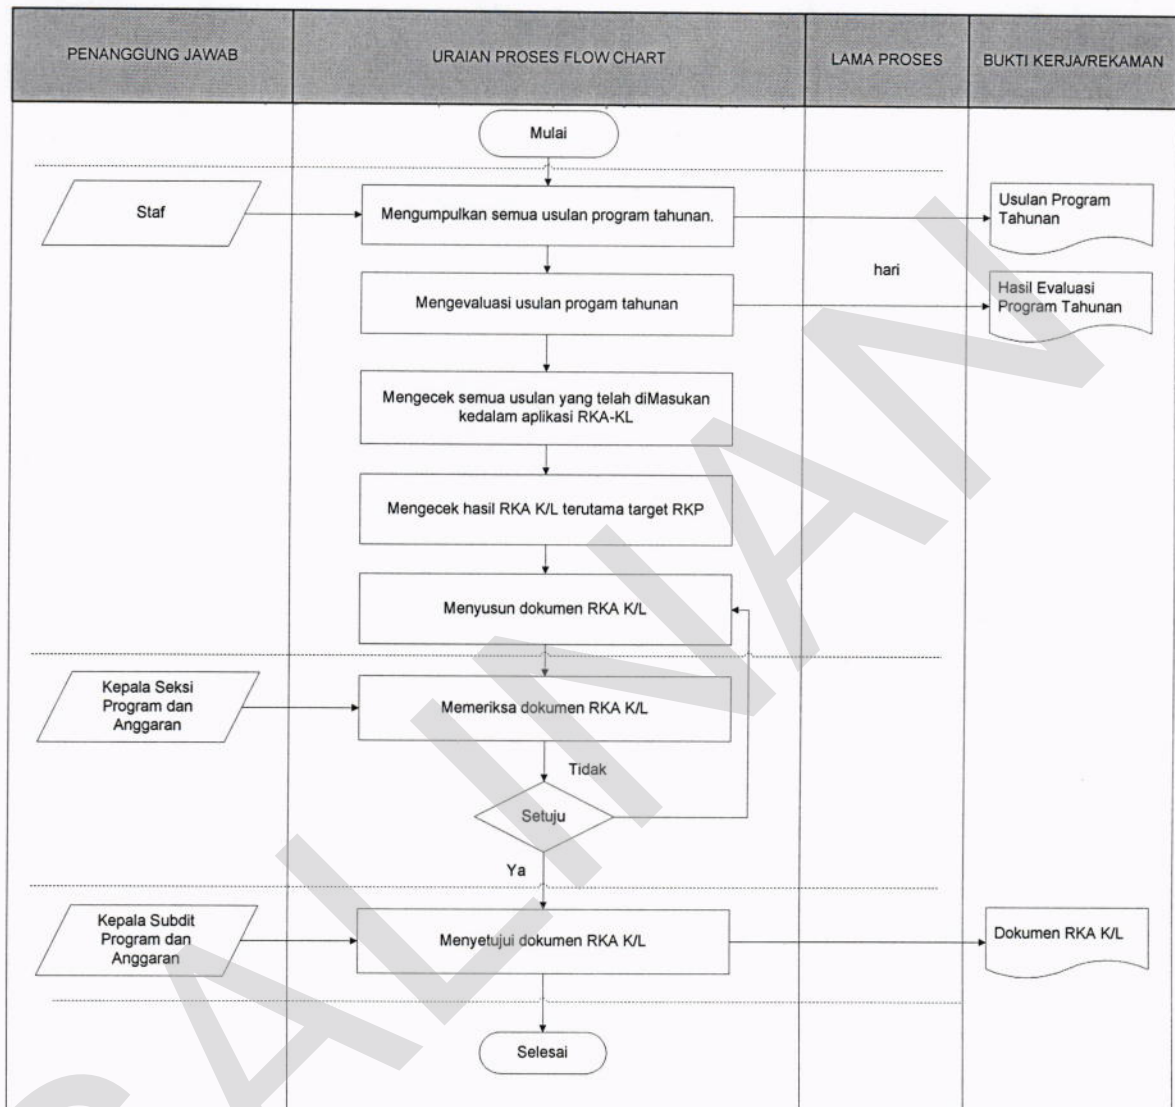 PENANGGUNG JAWAB
URAIAN PROSES FLOW CHART
LAMA PROSES
BUKTI KERJA/REKAMAN
Mulai
Staf
Mengumpulkan semua usulan program tahunan.
Usulan Program
Tahunan
hari
Mengevaluasi usulan progam tahunan
Hasil Evaluasi
Program Tahunan
Mengecek semua usulan yang telah diMasukan
kedalam aplikasi RKA-KL
Mengecek hasil RKA K/L terutama target RKP
Menyusun dokumen RKA K/L
Kepala Seksi
Program dan
Anggaran
Memeriksa dokumen RKA K/L
Tidak
Setuju
Ya
Kepala Subdit
Program dan
Anggaran
Menyetujui dokumen RKA K/L
Dokumen RKA K/L
Selesai
SALINAN